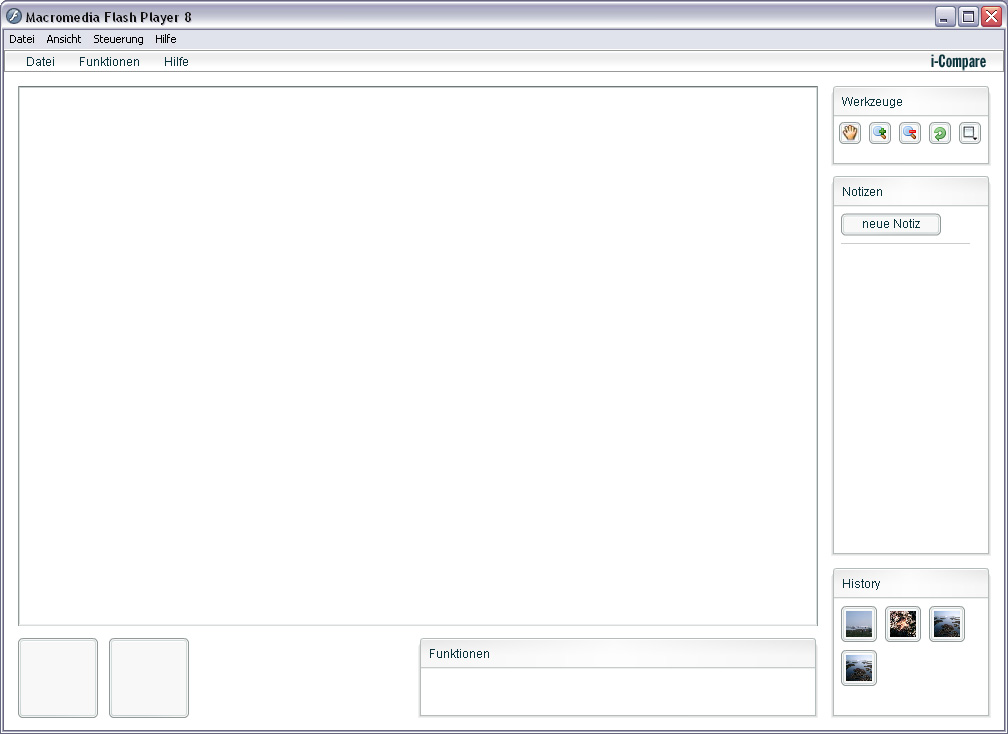 Macromedia Flash Player 8
Datei Ansicht Steuerung Hilfe
Datei Funktionen Hilfe i-Compare
Werkzeuge
Notizen
neue Notiz
History
Funktionen